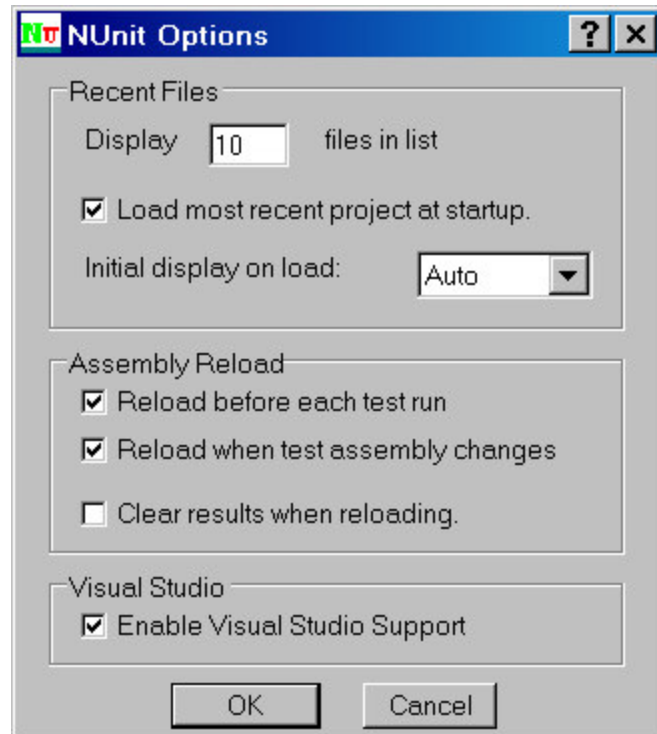 Nπ NUnit Options ? ×
Recent Files
Display 10 files in list
Load most recent project at startup.
Initial display on load: Auto
Assembly Reload
Reload before each test run
Reload when test assembly changes
Clear results when reloading.
Visual Studio
Enable Visual Studio Support
OK Cancel